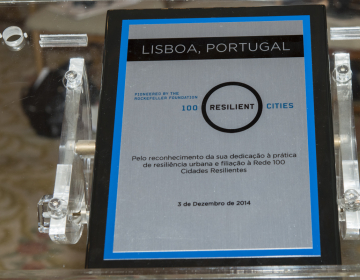 LISBOA, PORTUGAL
PIONEERED BY THE
ROCKEFELLER FOUNDATION
100 RESILIENT CITIES
Pelo reconhecimento da sua dedicação à prática
de resiliência urbana e filiação à Rede 100
Cidades Resilientes
3 de Dezembro de 2014